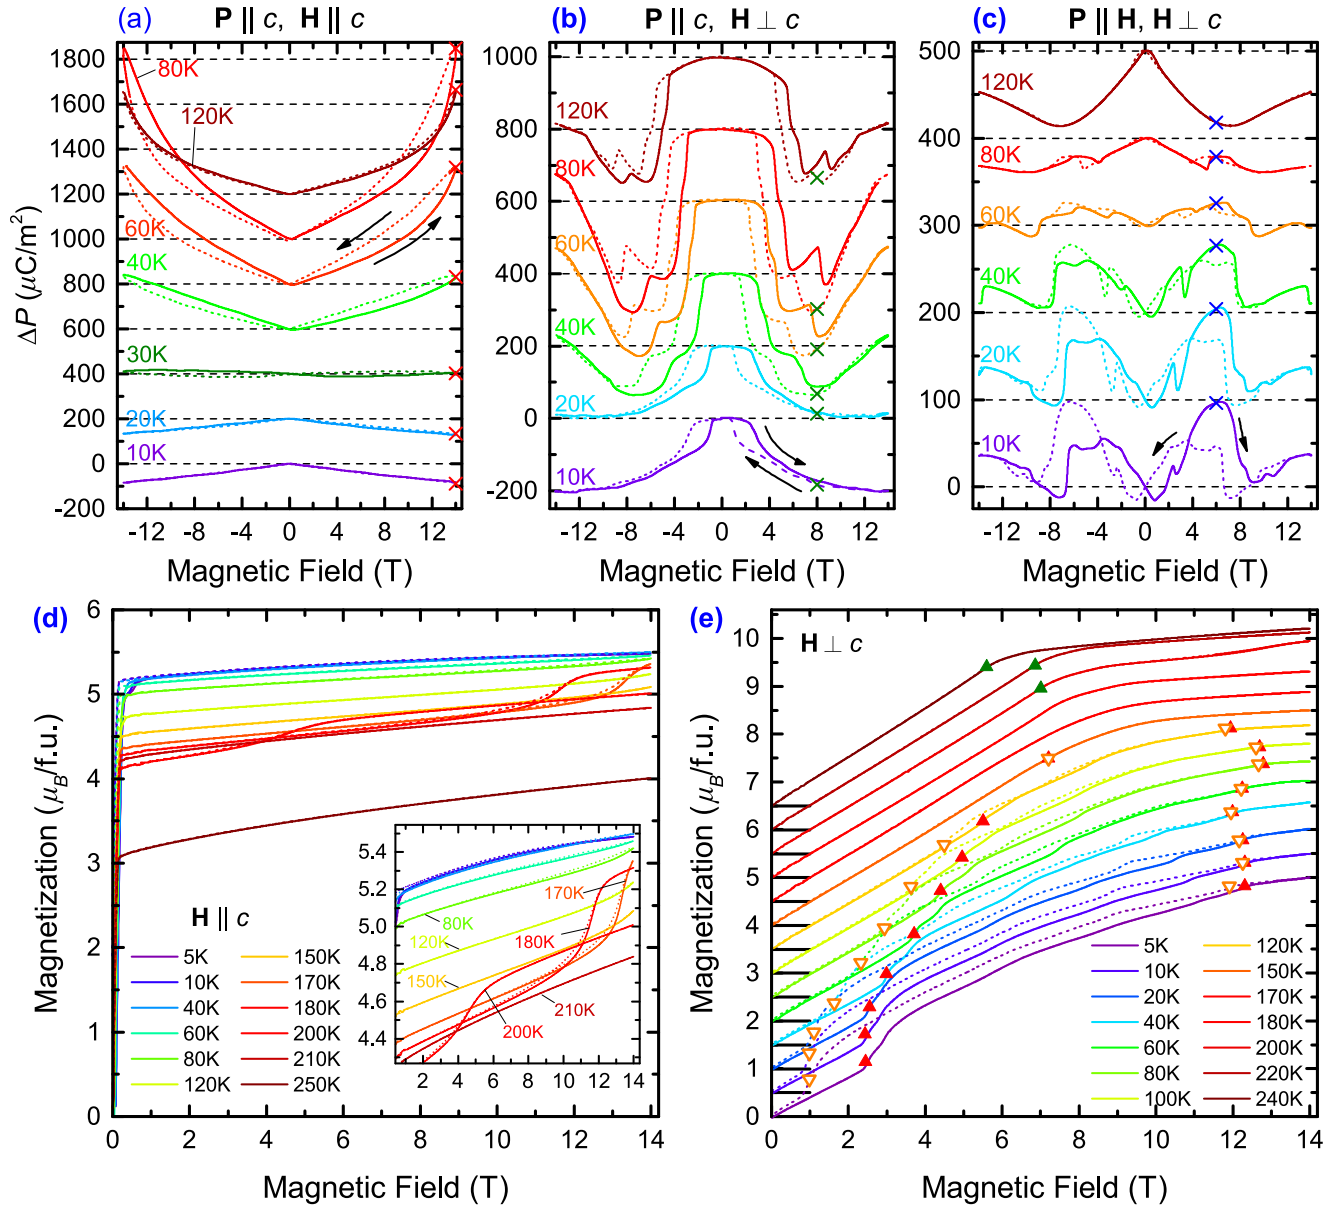 (a) P || c, H || c
(b) P || c, H ⊥ c
(c) P || H, H ⊥ c
ΔP (μC/m²)
1800
1600
1400
1200
1000
800
600
400
200
0
-200
80K
120K
60K
40K
30K
20K
10K
-12 -8 -4 0 4 8 12
Magnetic Field (T)
1000
800
600
400
200
0
-200
120K
80K
60K
40K
20K
10K
-12 -8 -4 0 4 8 12
Magnetic Field (T)
500
400
300
200
100
0
120K
80K
60K
40K
20K
10K
-12 -8 -4 0 4 8 12
Magnetic Field (T)
(d)
Magnetization (μB/f.u.)
6
5
4
3
2
1
0
H || c
5K 150K
10K 170K
40K 180K
60K 200K
80K 210K
120K 250K
5.4
5.2
5.0
4.8
4.6
4.4
80K
170K
120K
180K
150K
210K
200K
2 4 6 8 10 12 14
0 2 4 6 8 10 12 14
Magnetic Field (T)
(e)
H ⊥ c
Magnetization (μB/f.u.)
10
9
8
7
6
5
4
3
2
1
0
5K 120K
10K 150K
20K 170K
40K 180K
60K 200K
80K 220K
100K 240K
0 2 4 6 8 10 12 14
Magnetic Field (T)